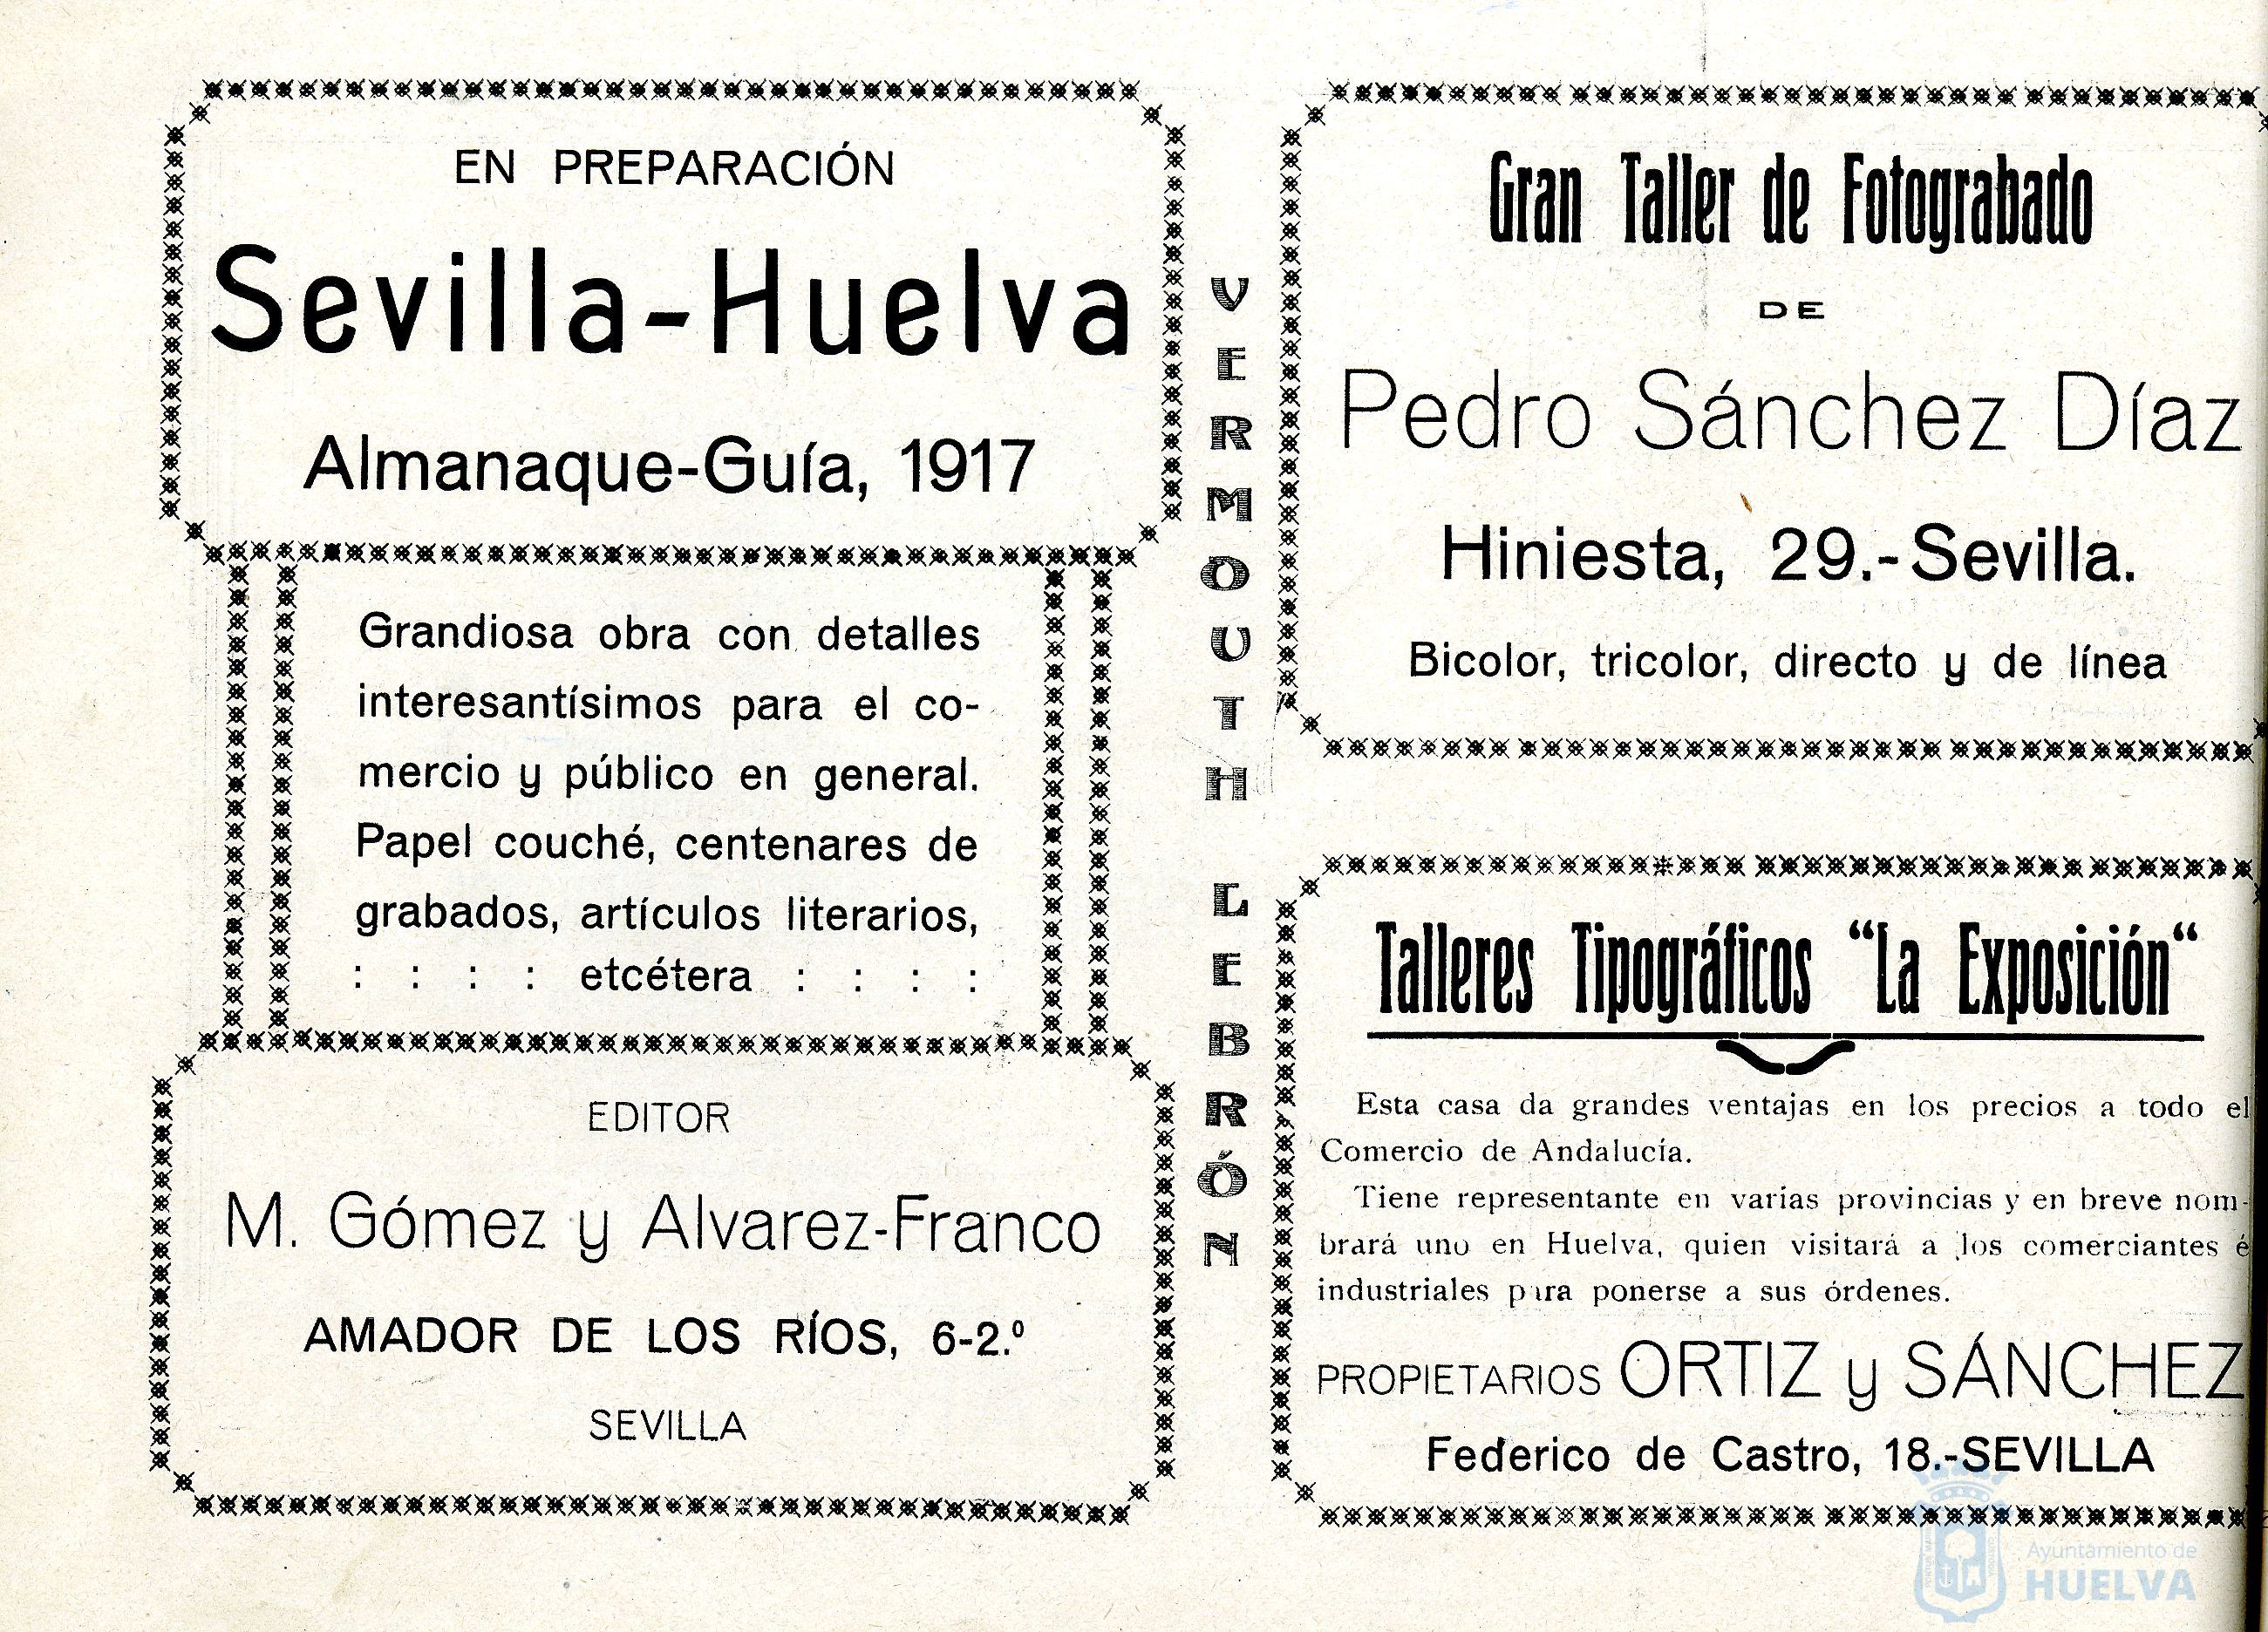 EN PREPARACIÓN
Sevilla-Huelva
Almanaque-Guía, 1917
Grandiosa obra con detalles
interesantísimos para el co-
mercio y público en general.
Papel couché, centenares de
grabados, artículos literarios,
: : : : etcétera : : : :
EDITOR
M. Gómez y Alvarez-Franco
AMADOR DE LOS RÍOS, 6-2.º
SEVILLA
VERMOUTH LEBRÓN
Gran Taller de Fotograbado
DE
Pedro Sánchez Díaz
Hiniesta, 29.-Sevilla.
Bicolor, tricolor, directo y de línea
Talleres Tipográficos “La Exposición“
Esta casa da grandes ventajas en los precios a todo el
Comercio de Andalucía.
Tiene representante en varias provincias y en breve nom-
brará uno en Huelva, quien visitará a los comerciantes é
industriales para ponerse a sus órdenes.
PROPIETARIOS ORTIZ y SÁNCHEZ
Federico de Castro, 18.-SEVILLA
Ayuntamiento de
HUELVA